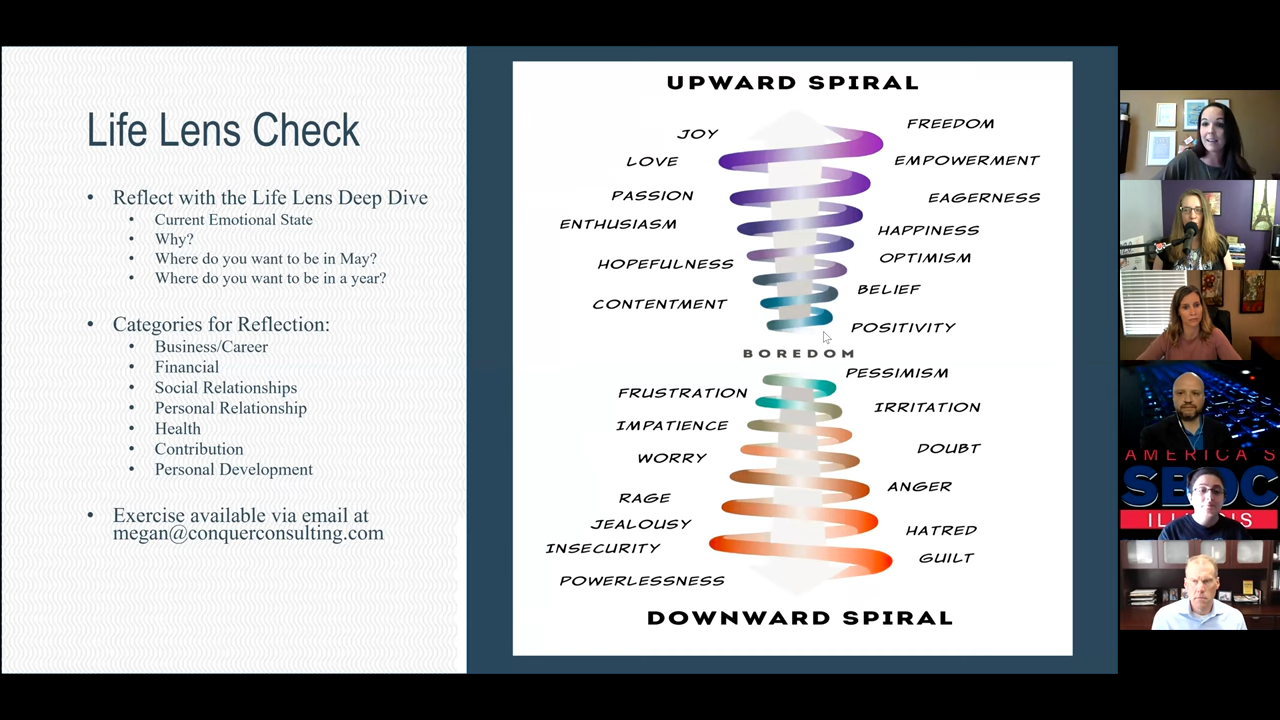 Life Lens Check
• Reflect with the Life Lens Deep Dive
• Current Emotional State
• Why?
• Where do you want to be in May?
• Where do you want to be in a year?
• Categories for Reflection:
• Business/Career
• Financial
• Social Relationships
• Personal Relationship
• Health
• Contribution
• Personal Development
• Exercise available via email at
megan@conquerconsulting.com
UPWARD SPIRAL
JOY
FREEDOM
LOVE
EMPOWERMENT
PASSION
EAGERNESS
ENTHUSIASM
HAPPINESS
HOPEFULNESS
OPTIMISM
CONTENTMENT
BELIEF
POSITIVITY
BOREDOM
PESSIMISM
FRUSTRATION
IRRITATION
IMPATIENCE
DOUBT
WORRY
ANGER
RAGE
JEALOUSY
HATRED
INSECURITY
GUILT
POWERLESSNESS
DOWNWARD SPIRAL
AMERICA'S
SBDC